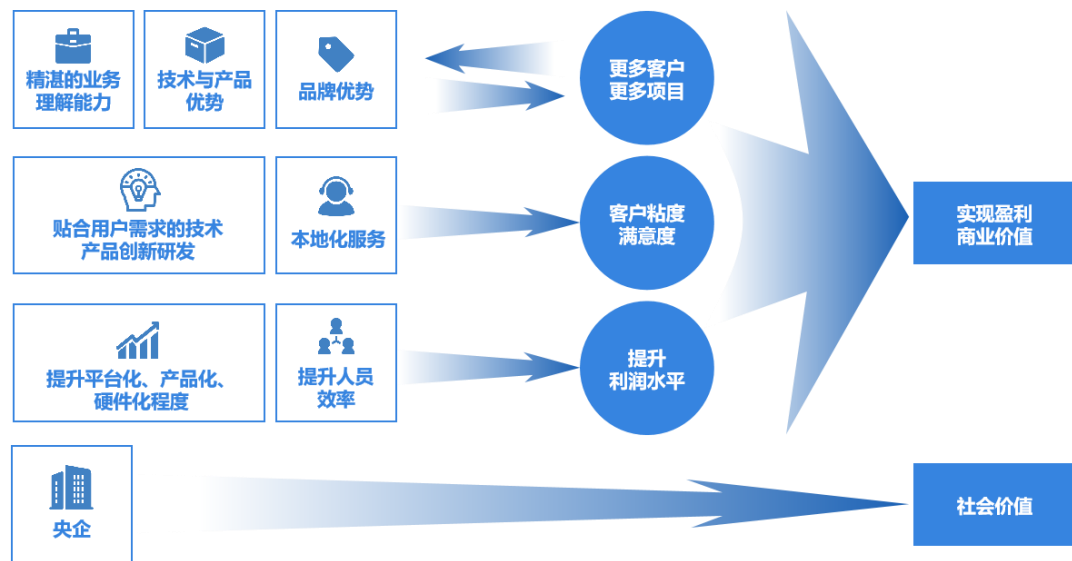 精湛的业务
理解能力
技术与产品
优势
品牌优势
更多客户
更多项目
贴合用户需求的技术
产品创新研发
本地化服务
客户粘度
满意度
实现盈利
商业价值
提升平台化、产品化、
硬件化程度
提升人员
效率
提升
利润水平
央企
社会价值